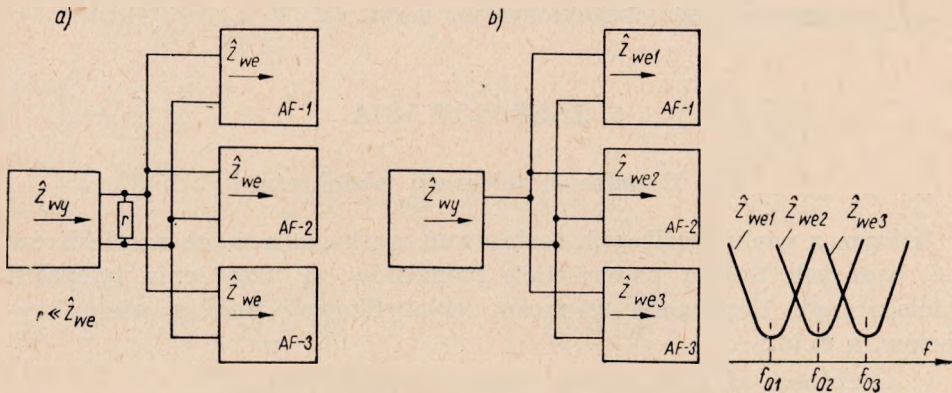 a)
Ẑwe
AF-1
Ẑwe
AF-2
Ẑwe
AF-3
Ẑwy
r
r ≪ Ẑwe
b)
Ẑwe1
AF-1
Ẑwe2
AF-2
Ẑwe3
AF-3
Ẑwy
Ẑwe1 Ẑwe2 Ẑwe3
f
f01 f02 f03